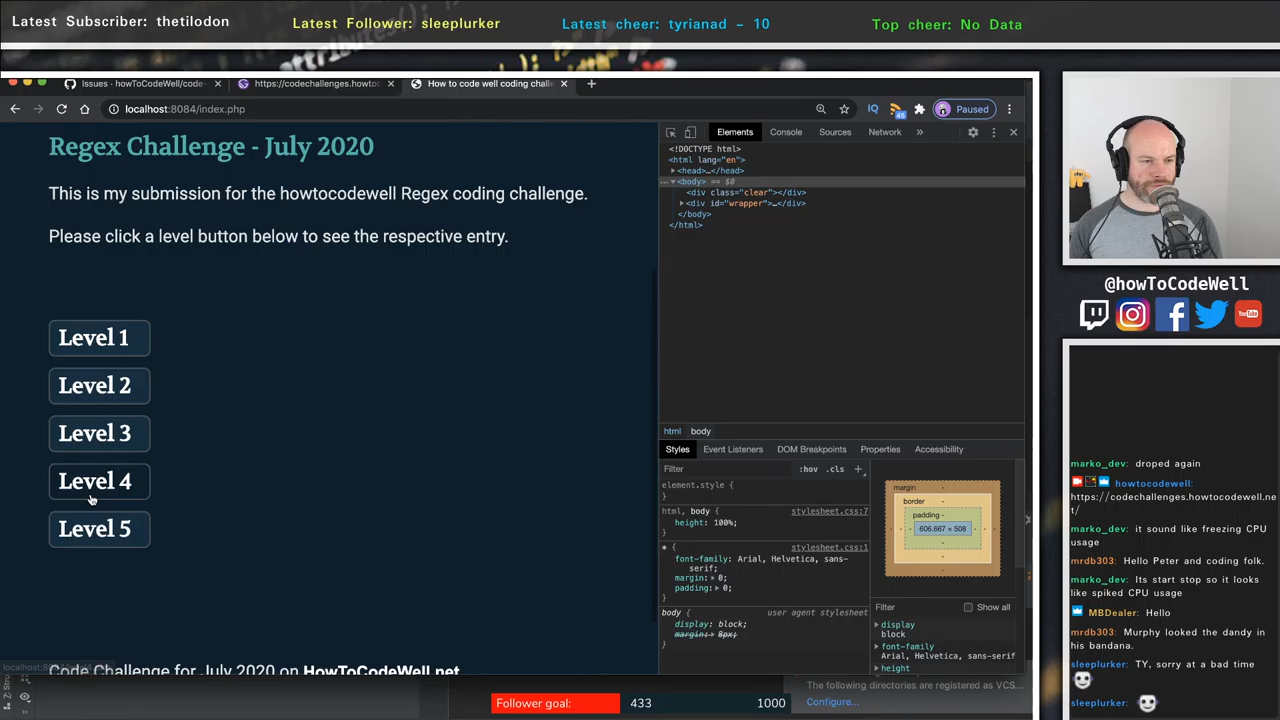 Latest Subscriber: thetilodon
Latest Follower: sleeplurker
Latest cheer: tyrianad - 10
Top cheer: No Data
Issues · howToCodeWell/code-
https://codechallenges.howto
How to code well coding challe
localhost:8084/index.php
IQ
46
Paused
Regex Challenge - July 2020
This is my submission for the howtocodewell Regex coding challenge.
Please click a level button below to see the respective entry.
Level 1
Level 2
Level 3
Level 4
Level 5
Code Challenge for July 2020 on HowToCodeWell.net
Elements
Console
Sources
Network
»
<!DOCTYPE html>
<html lang="en">
<head>…</head>
<body> == $0
<div class="clear"></div>
<div id="wrapper">…</div>
</body>
</html>
html
body
Styles
Event Listeners
DOM Breakpoints
Properties
Accessibility
Filter
:hov
.cls
element.style {
}
html, body {
stylesheet.css:7
height: 100%;
}
* {
stylesheet.css:1
font-family: Arial, Helvetica, sans-
serif;
margin: 0;
padding: 0;
}
body {
user agent stylesheet
display: block;
margin: 8px;
}
margin
-
border
-
padding -
606.667 × 508
Filter
Show all
display
block
font-family
Arial, Helvetica, sans-serif
height
@howToCodeWell
You Tube
marko_dev: droped again
howtocodewell:
https://codechallenges.howtocodewell.ne
t/
marko_dev: it sound like freezing CPU
usage
mrdb303: Hello Peter and coding folk.
marko_dev: Its start stop so it looks
like spiked CPU usage
MBDealer: Hello
mrdb303: Murphy looked the dandy in
his bandana.
sleeplurker: TY, sorry at a bad time
sleeplurker:
Follower goal:
433
1000
The following directories are registered as VCS...
Configure...